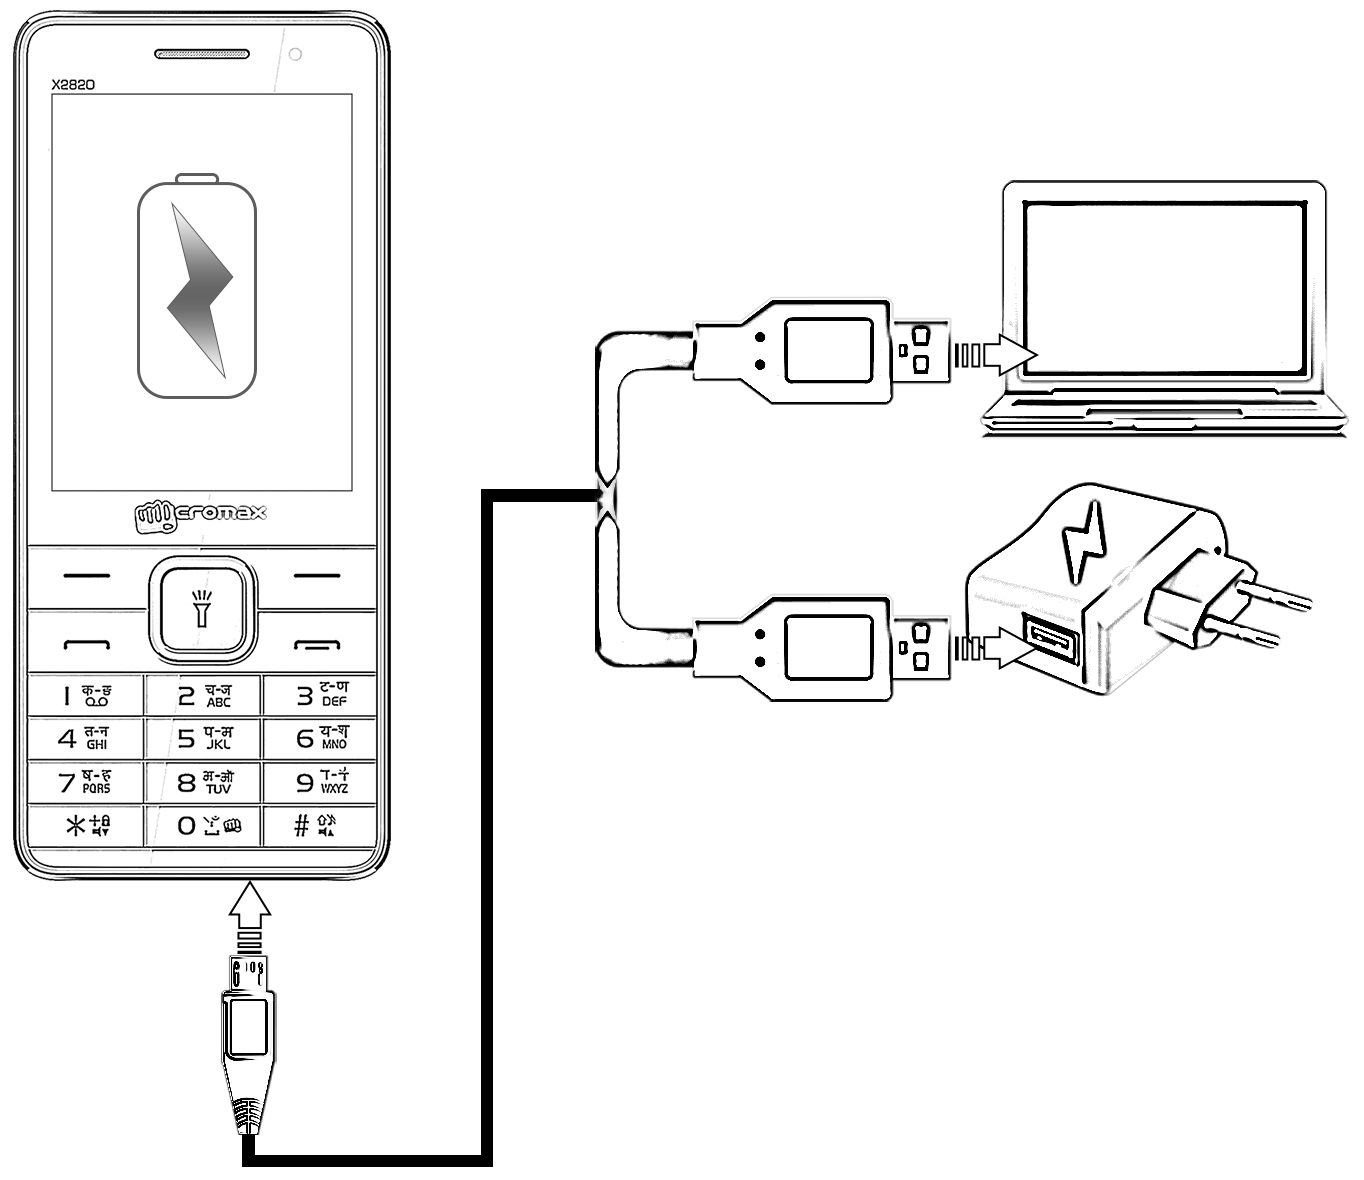 X2820
micromax
1 क-ङ
2 च-ज ABC
3 ट-ण DEF
4 त-न GHI
5 प-म JKL
6 य-श MNO
7 ष-ह PQRS
8 अ-ओ TUV
9 WXYZ
* +
0
#